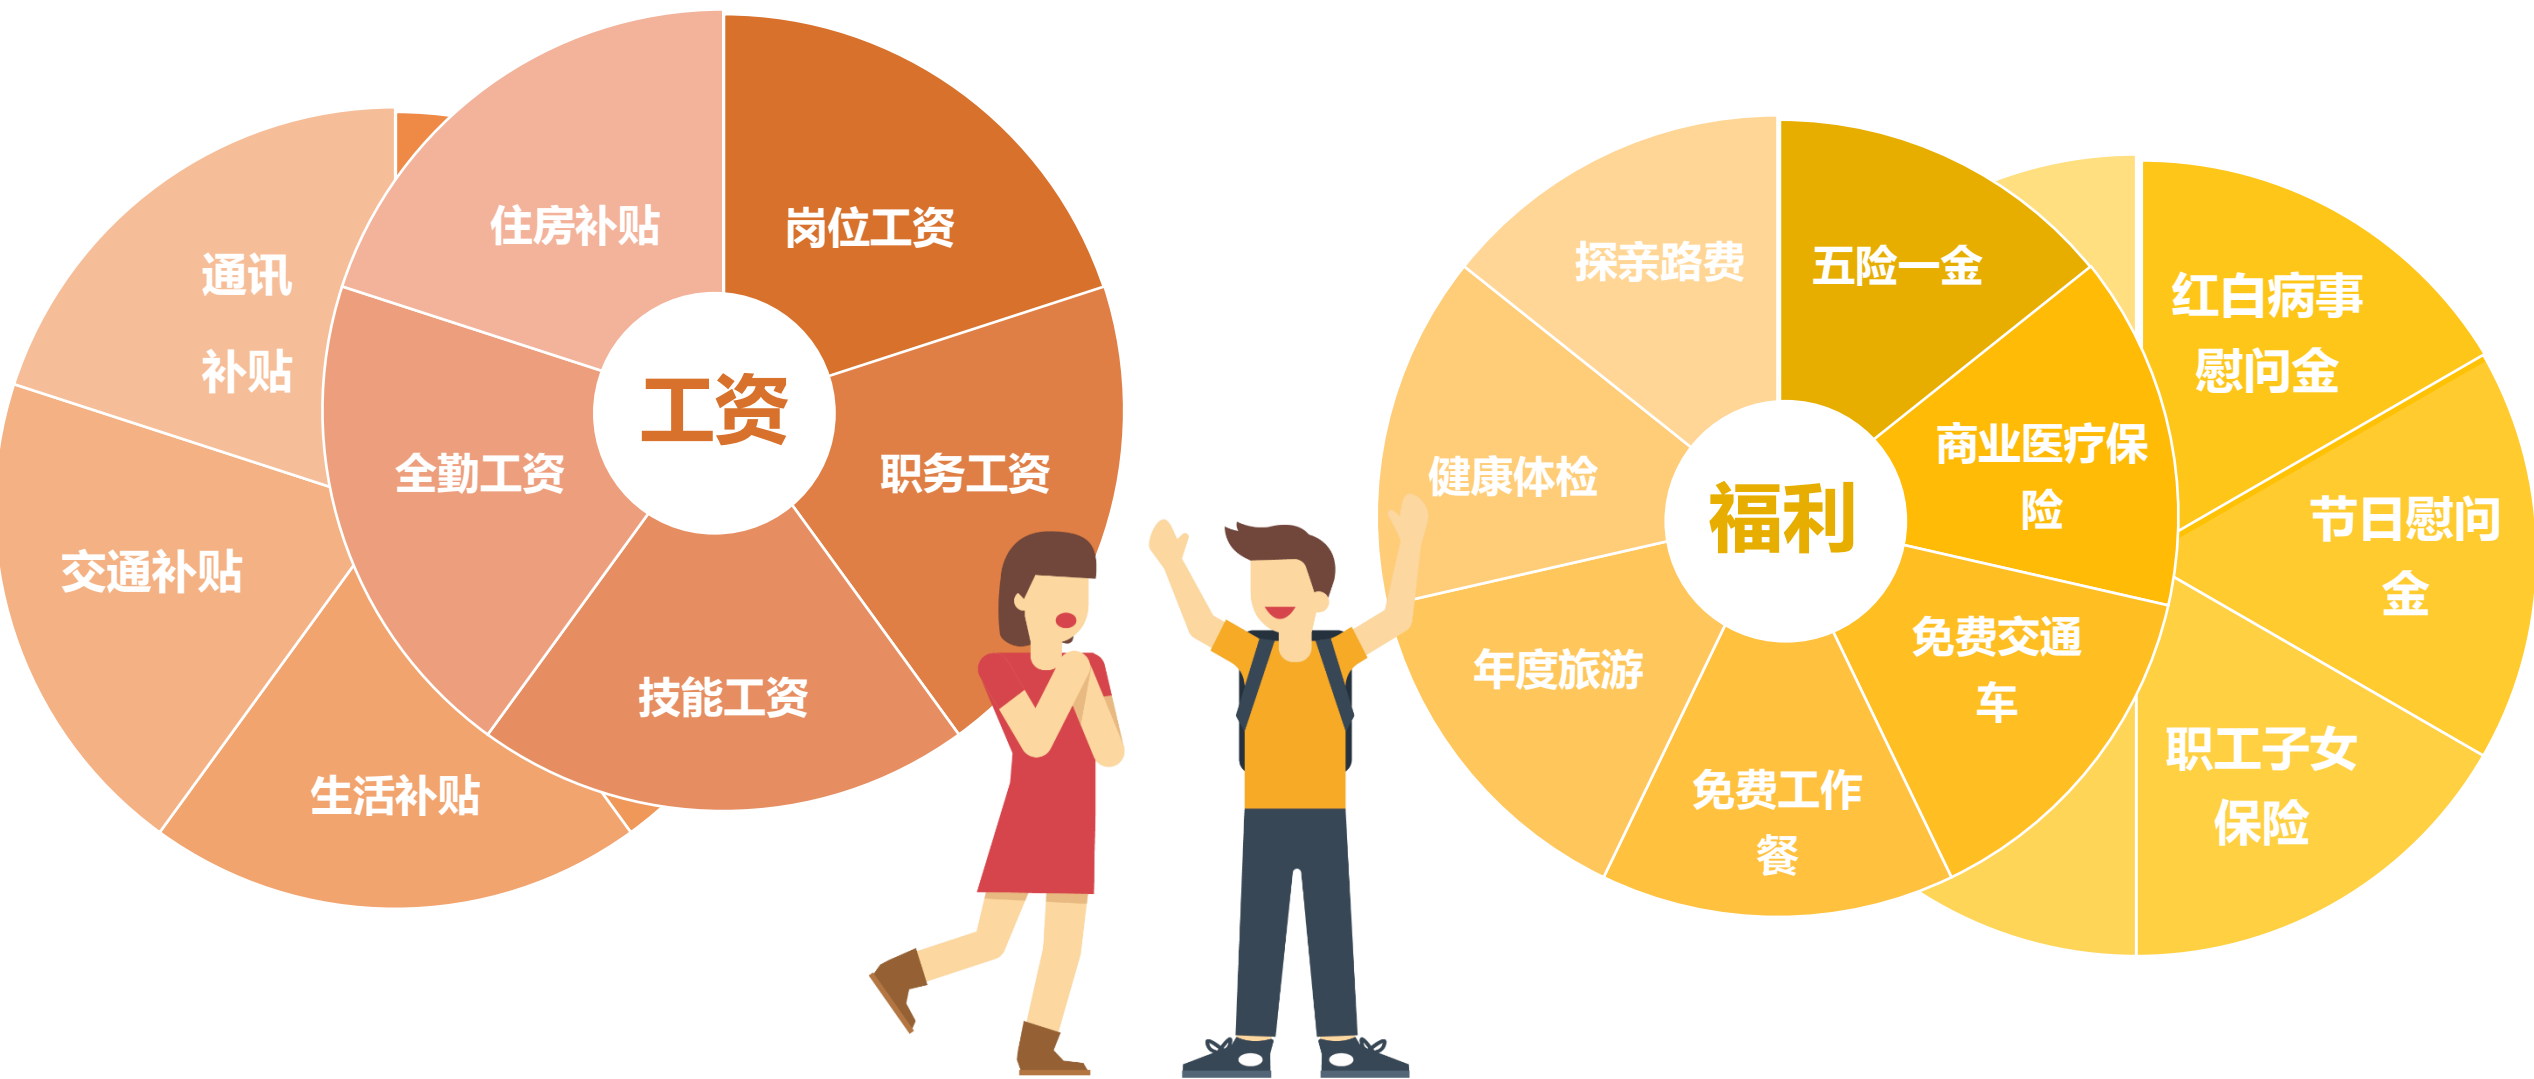 工资
岗位工资
职务工资
技能工资
全勤工资
住房补贴
通讯
补贴
交通补贴
生活补贴
福利
五险一金
商业医疗保
险
免费交通
车
免费工作
餐
年度旅游
健康体检
探亲路费
红白病事
慰问金
节日慰问
金
职工子女
保险